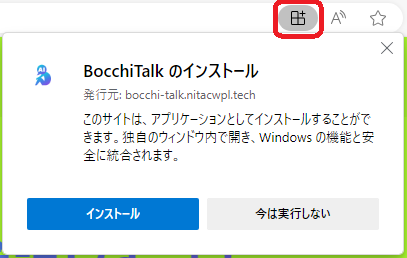 BocchiTalk のインストール
発行元: bocchi-talk.nitacwpl.tech
このサイトは、アプリケーションとしてインストールすることがで
きます。独自のウィンドウ内で開き、Windows の機能と安
全に統合されます。
インストール
今は実行しない